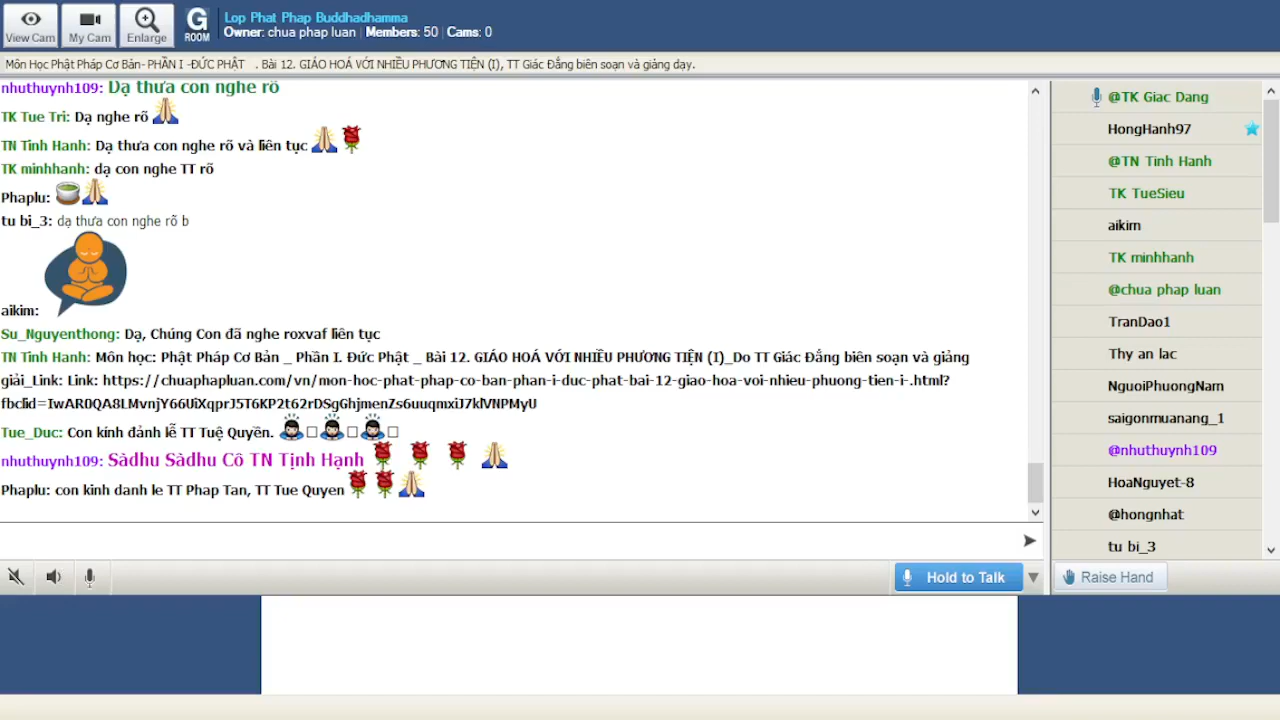 View Cam
My Cam
Enlarge
G ROOM
Lop Phat Phap Buddhadhamma
Owner: chua phap luan | Members: 50 | Cams: 0
Môn Học Phật Pháp Cơ Bản- PHẦN I -ĐỨC PHẬT . Bài 12. GIÁO HOÁ VỚI NHIỀU PHƯƠNG TIỆN (I), TT Giác Đẳng biên soạn và giảng dạy.
nhuthuynh109: Dạ thưa con nghe rõ
TK Tue Tri: Dạ nghe rõ
TN Tinh Hanh: Dạ thưa con nghe rõ và liên tục
TK minhhanh: dạ con nghe TT rõ
Phaplu:
tu bi_3: dạ thưa con nghe rõ b
aikim:
Su_Nguyenthong: Dạ, Chúng Con đã nghe roxvaf liên tục
TN Tinh Hanh: Môn học: Phật Pháp Cơ Bản _ Phần I. Đức Phật _ Bài 12. GIÁO HOÁ VỚI NHIỀU PHƯƠNG TIỆN (I)_Do TT Giác Đẳng biên soạn và giảng
giải_Link: Link: https://chuaphapluan.com/vn/mon-hoc-phat-phap-co-ban-phan-i-duc-phat-bai-12-giao-hoa-voi-nhieu-phuong-tien-i-.html?
fbclid=IwAR0QA8LMvnjY66UiXqprJ5T6KP2t62rDSgGhjmenZs6uuqmxiJ7klVNPMyU
Tue_Duc: Con kính đảnh lễ TT Tuệ Quyền.
nhuthuynh109: Sàdhu Sàdhu Cô TN Tịnh Hạnh
Phaplu: con kinh danh le TT Phap Tan, TT Tue Quyen
@TK Giac Dang
HongHanh97
@TN Tinh Hanh
TK TueSieu
aikim
TK minhhanh
@chua phap luan
TranDao1
Thy an lac
NguoiPhuongNam
saigonmuanang_1
@nhuthuynh109
HoaNguyet-8
@hongnhat
tu bi_3
Hold to Talk
Raise Hand